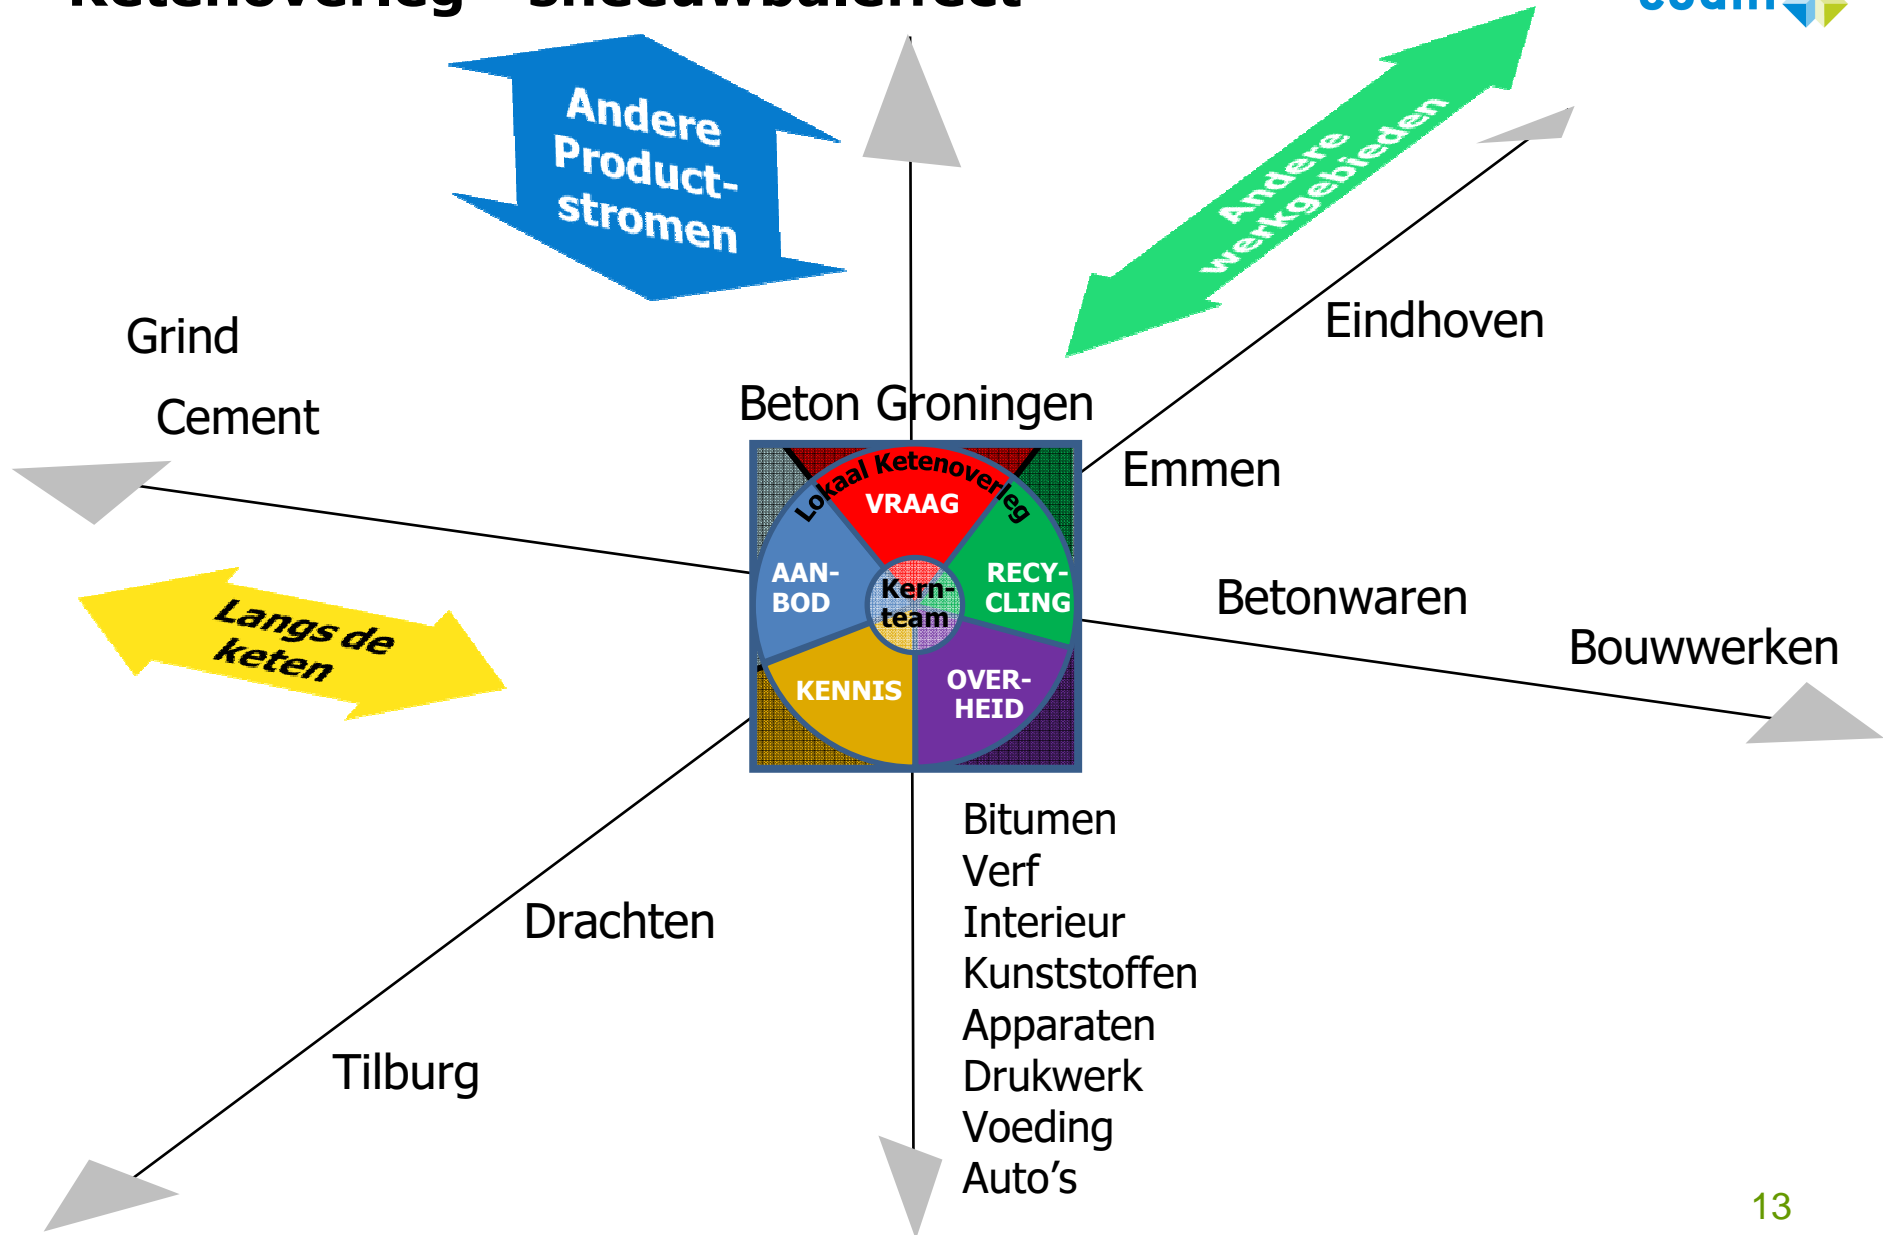 Ketenoverleg - sneeuwbaleffect
Andere
Product-
stromen
Andere
werkgebieden
Eindhoven
Grind
Cement
Beton Groningen
Emmen
Lokaal Ketenoverleg
VRAAG
AAN-
BOD
RECY-
CLING
Kern-
team
KENNIS
OVER-
HEID
Betonwaren
Bouwwerken
Langs de
keten
Drachten
Tilburg
Bitumen
Verf
Interieur
Kunststoffen
Apparaten
Drukwerk
Voeding
Auto’s
13